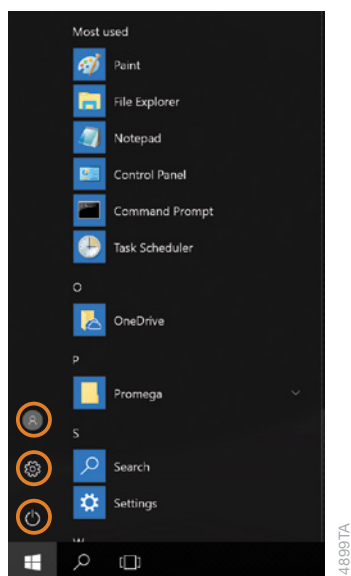 Most used
Paint
File Explorer
Notepad
Control Panel
Command Prompt
Task Scheduler
O
OneDrive
P
Promega
S
Search
Settings
W
4899TA